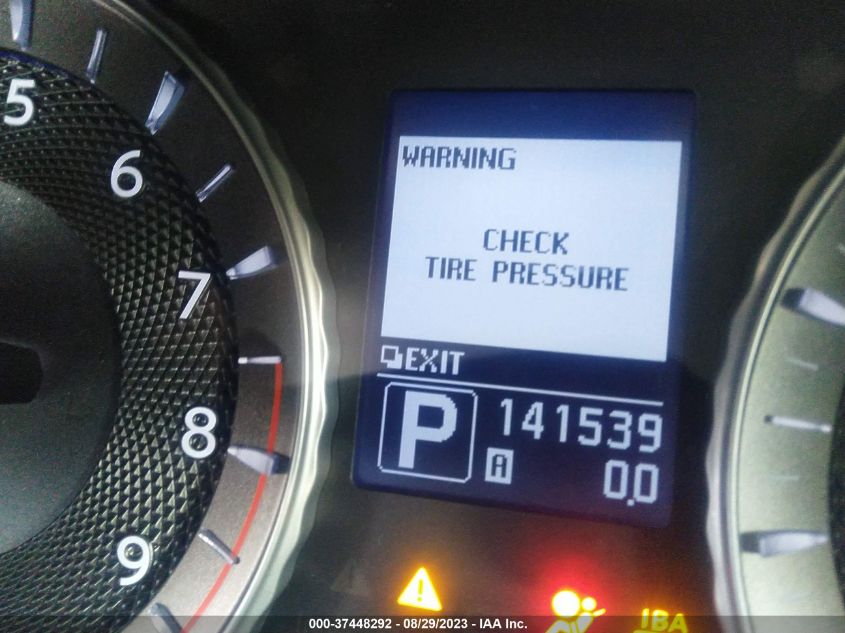 5
6
7
8
9
WARNING
CHECK
TIRE PRESSURE
EXIT
P 141539
A 0.0
IBA
000-37448292 - 08/29/2023 - IAA Inc.